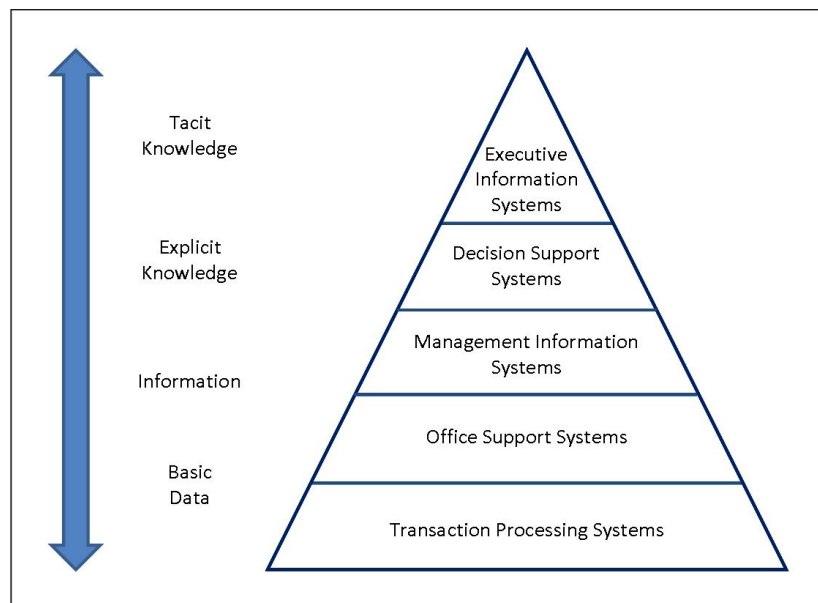 Tacit
Knowledge
Explicit
Knowledge
Information
Basic
Data
Executive
Information
Systems
Decision Support
Systems
Management Information
Systems
Office Support Systems
Transaction Processing Systems